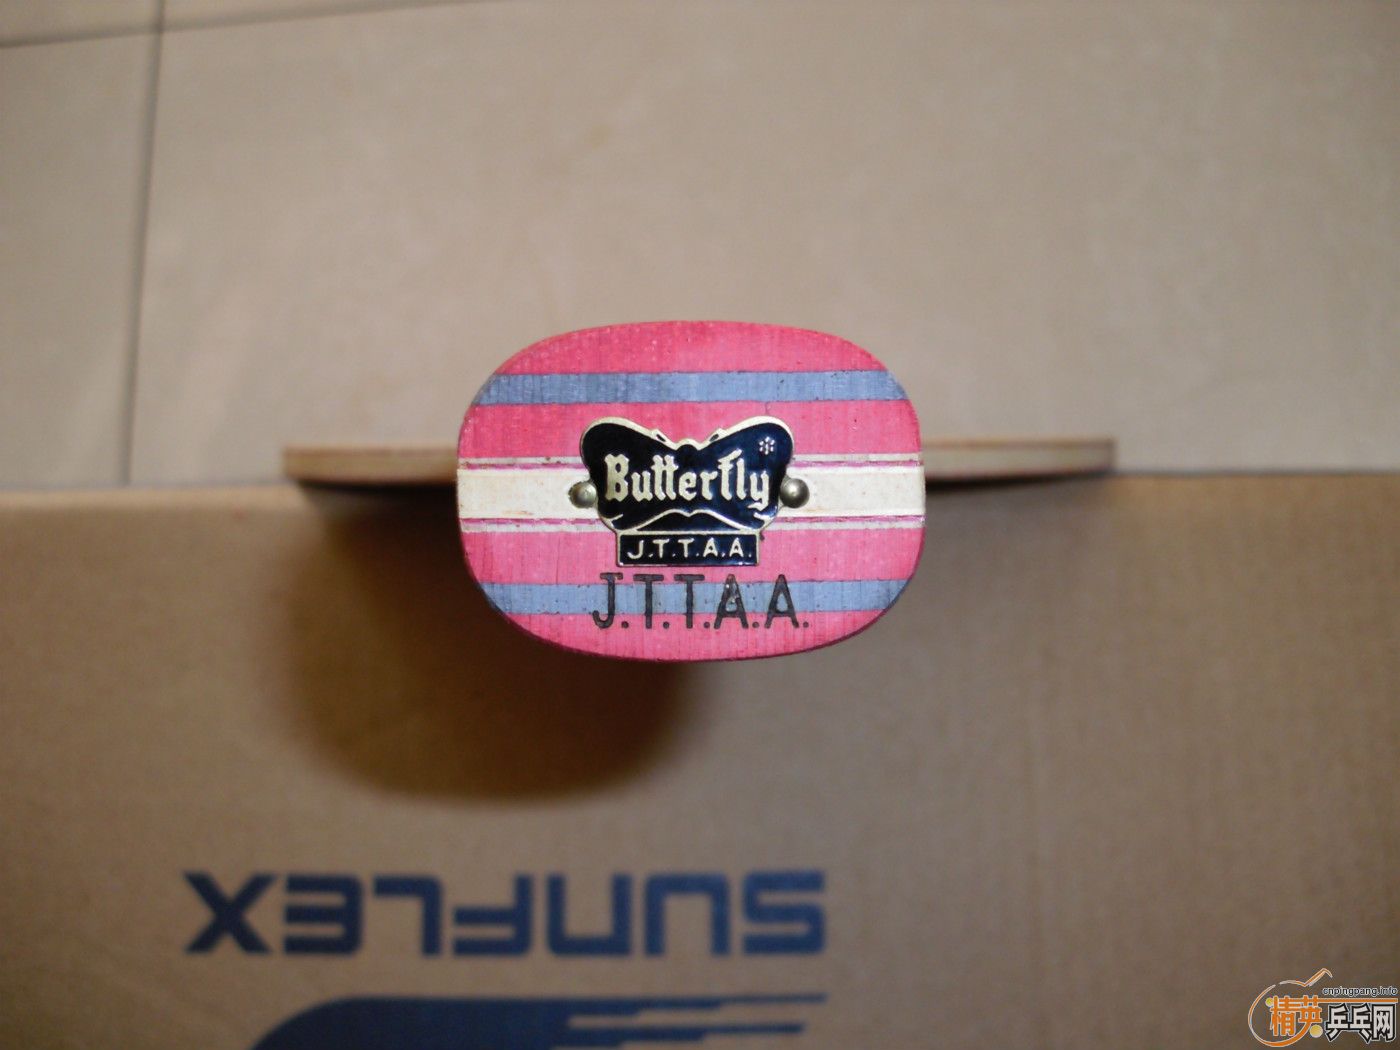 Butterfly
J.T.T.A.A.
J.T.T.A.A.
SUNFLEX
cnpingpang.info
精英乒乓网